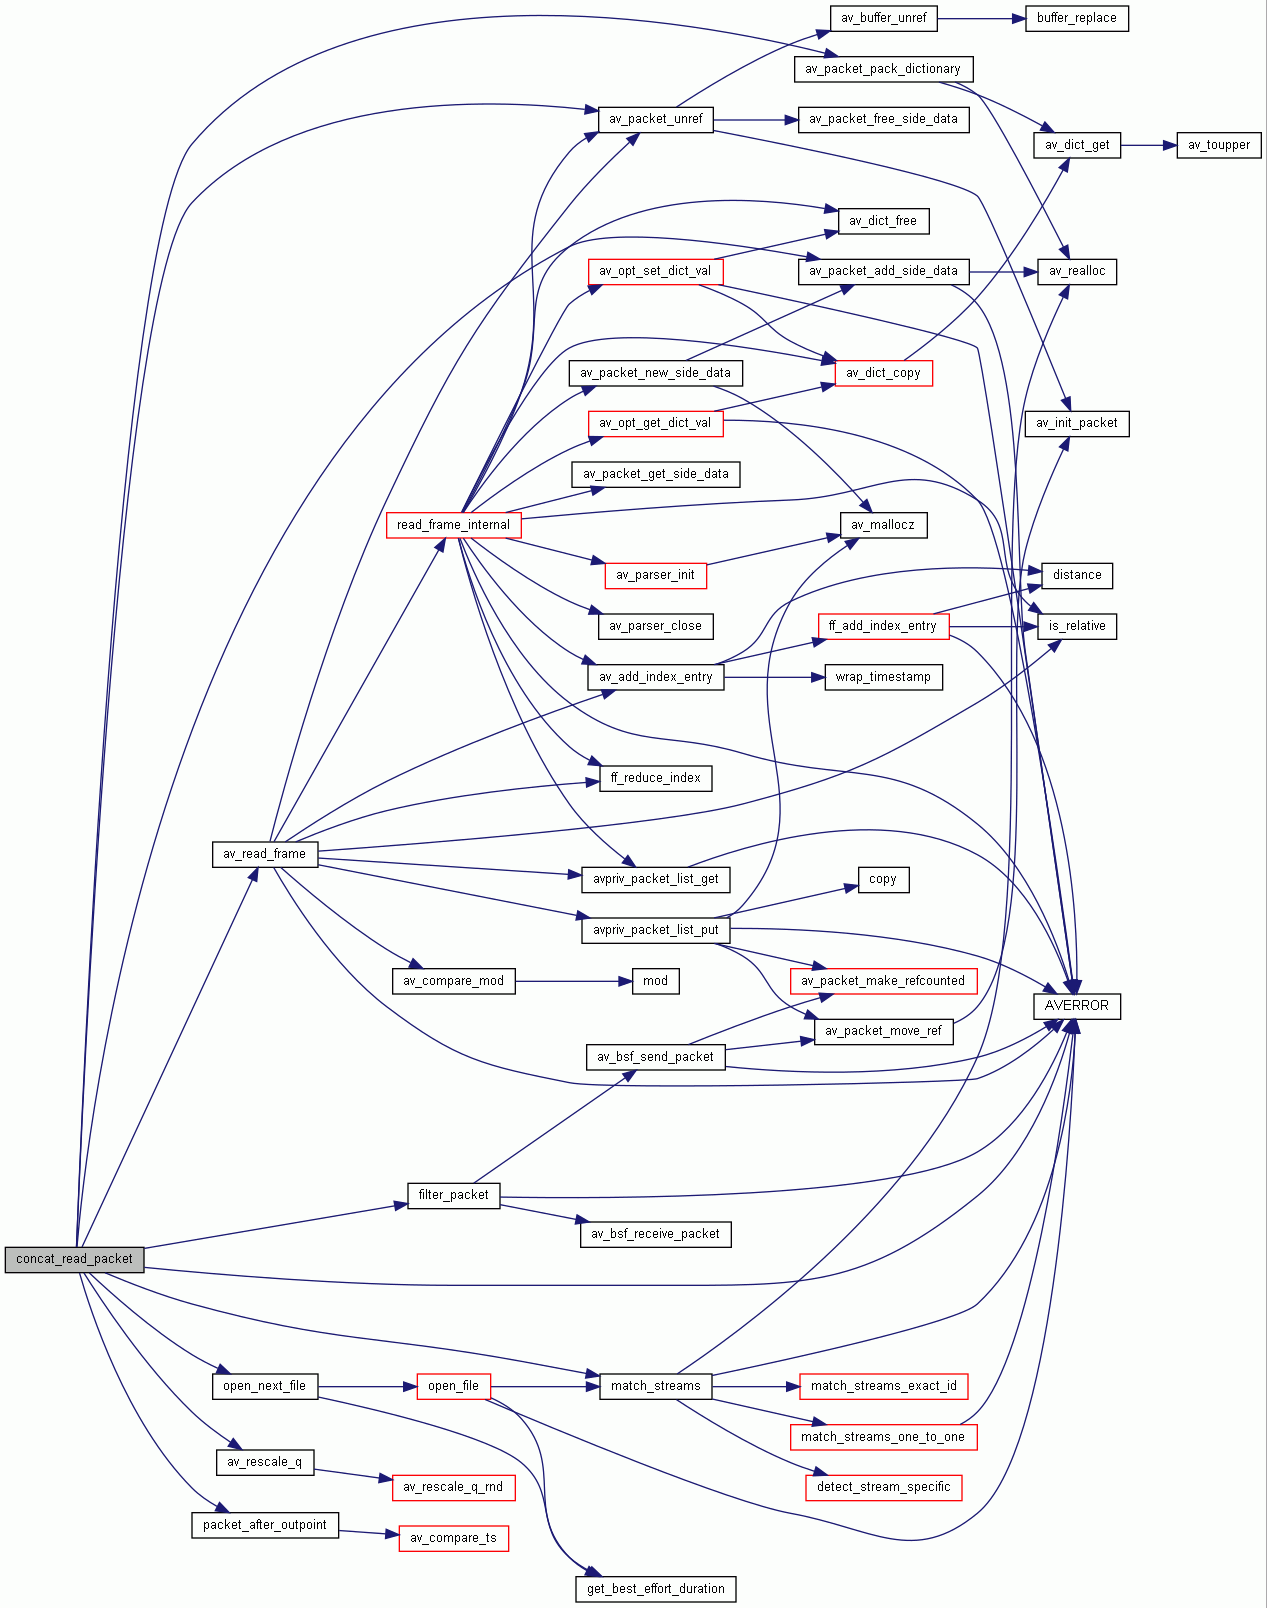 av_buffer_unref
buffer_replace
av_packet_pack_dictionary
av_packet_unref
av_packet_free_side_data
av_dict_get
av_toupper
av_dict_free
av_opt_set_dict_val
av_packet_add_side_data
av_realloc
av_packet_new_side_data
av_dict_copy
av_opt_get_dict_val
av_init_packet
av_packet_get_side_data
read_frame_internal
av_mallocz
av_parser_init
distance
av_parser_close
ff_add_index_entry
is_relative
av_add_index_entry
wrap_timestamp
ff_reduce_index
av_read_frame
avpriv_packet_list_get
copy
avpriv_packet_list_put
av_compare_mod
mod
av_packet_make_refcounted
AVERROR
av_packet_move_ref
av_bsf_send_packet
filter_packet
av_bsf_receive_packet
concat_read_packet
open_next_file
open_file
match_streams
match_streams_exact_id
match_streams_one_to_one
av_rescale_q
av_rescale_q_rnd
detect_stream_specific
packet_after_outpoint
av_compare_ts
get_best_effort_duration